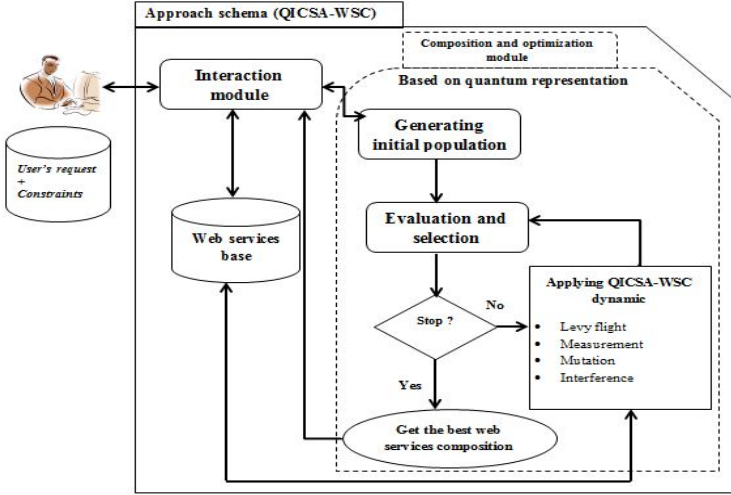 Approach schema (QICSA-WSC)
Composition and optimization
module
Based on quantum representation
Interaction
module
Generating
initial population
User's request
+
Constraints
Web services
base
Evaluation and
selection
Applying QICSA-WSC
dynamic
• Levy flight
• Measurement
• Mutation
• Interference
Stop ?
No
Yes
Get the best web
services composition